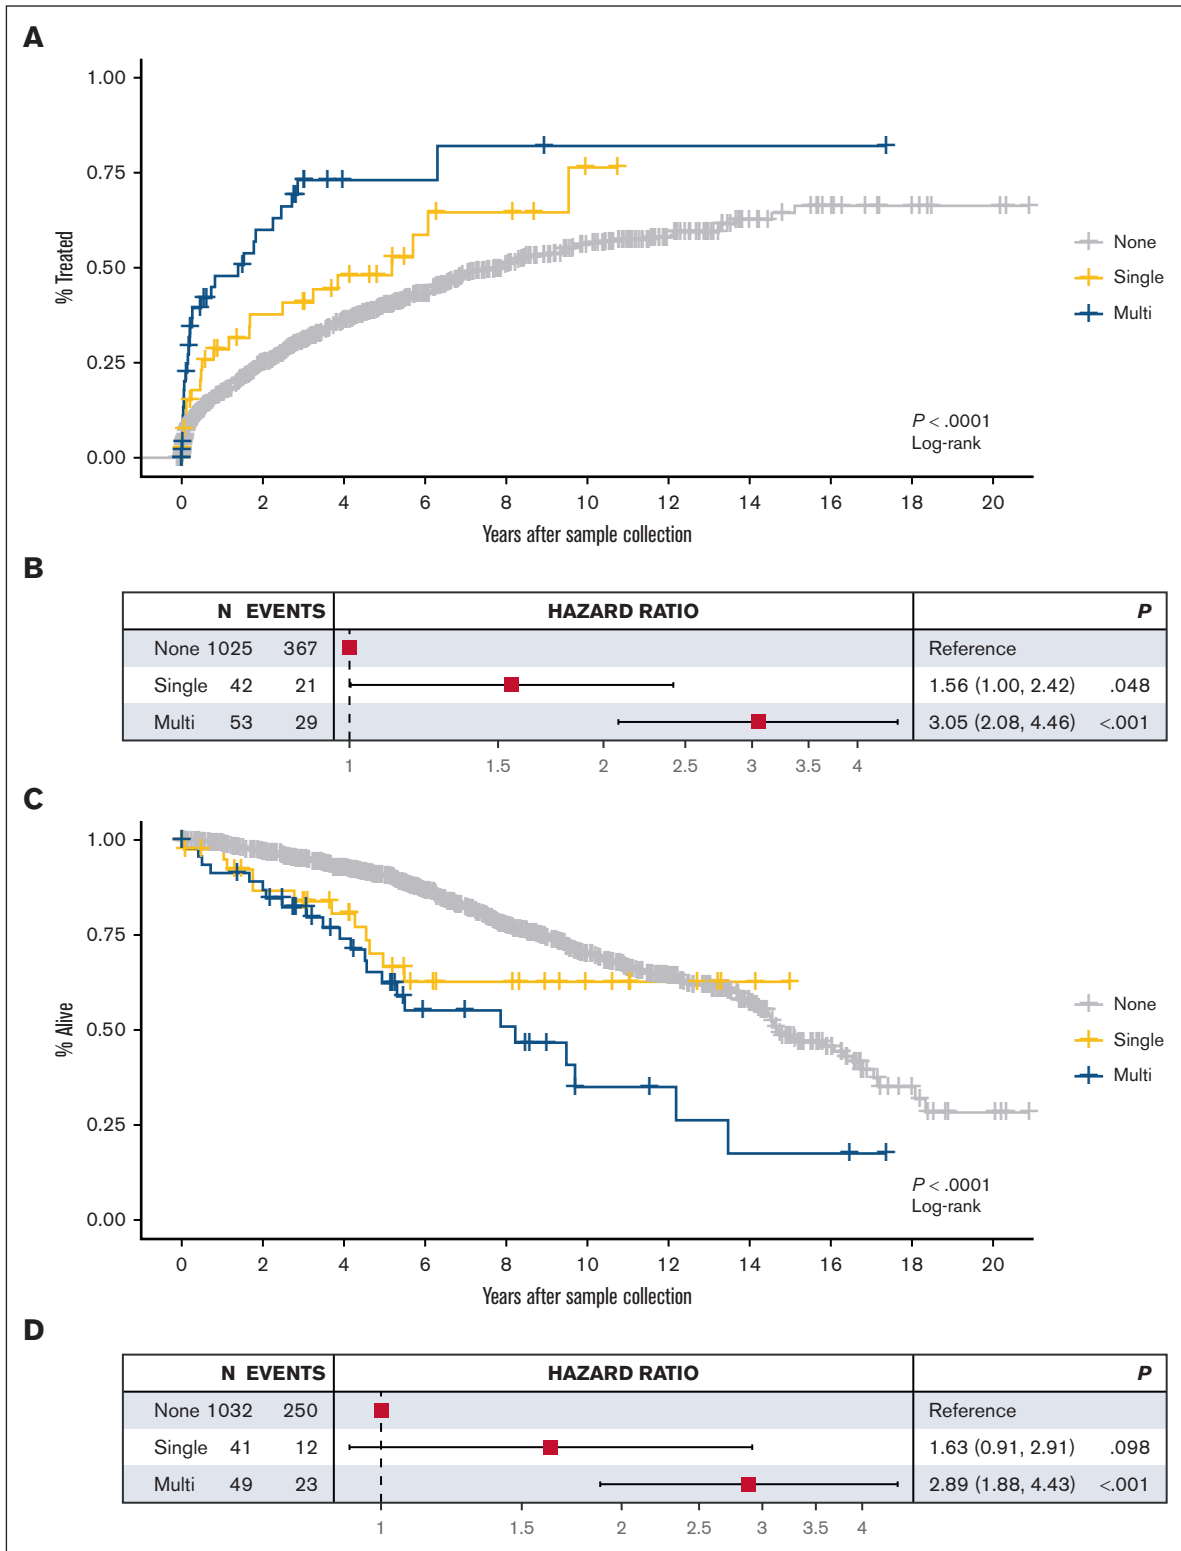 A
1.00
0.75
0.50
0.25
0.00
% Treated
None
Single
Multi
P < .0001
Log-rank
0 2 4 6 8 10 12 14 16 18 20
Years after sample collection
B
N EVENTS HAZARD RATIO P
None 1025 367 Reference
Single 42 21 1.56 (1.00, 2.42) .048
Multi 53 29 3.05 (2.08, 4.46) <.001
1 1.5 2 2.5 3 3.5 4
C
1.00
0.75
0.50
0.25
0.00
% Alive
None
Single
Multi
P < .0001
Log-rank
0 2 4 6 8 10 12 14 16 18 20
Years after sample collection
D
N EVENTS HAZARD RATIO P
None 1032 250 Reference
Single 41 12 1.63 (0.91, 2.91) .098
Multi 49 23 2.89 (1.88, 4.43) <.001
1 1.5 2 2.5 3 3.5 4